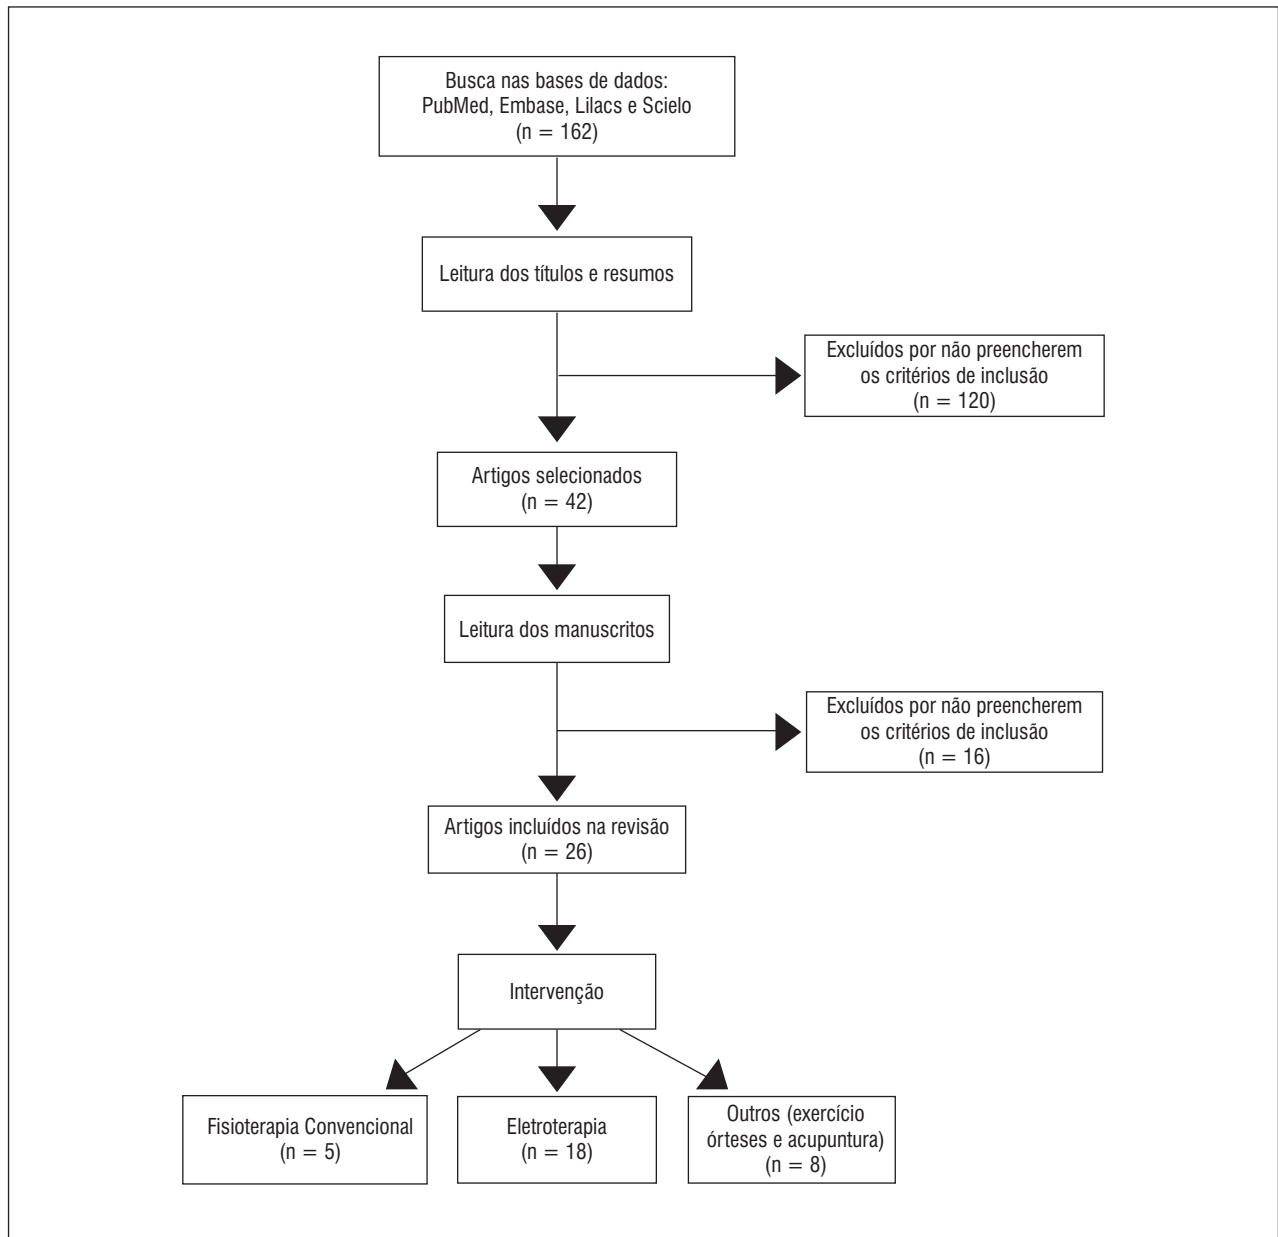 Busca nas bases de dados:
PubMed, Embase, Lilacs e Scielo
(n = 162)
Leitura dos títulos e resumos
Excluídos por não preencherem
os critérios de inclusão
(n = 120)
Artigos selecionados
(n = 42)
Leitura dos manuscritos
Excluídos por não preencherem
os critérios de inclusão
(n = 16)
Artigos incluídos na revisão
(n = 26)
Intervenção
Fisioterapia Convencional
(n = 5)
Eletroterapia
(n = 18)
Outros (exercício
órteses e acupuntura)
(n = 8)